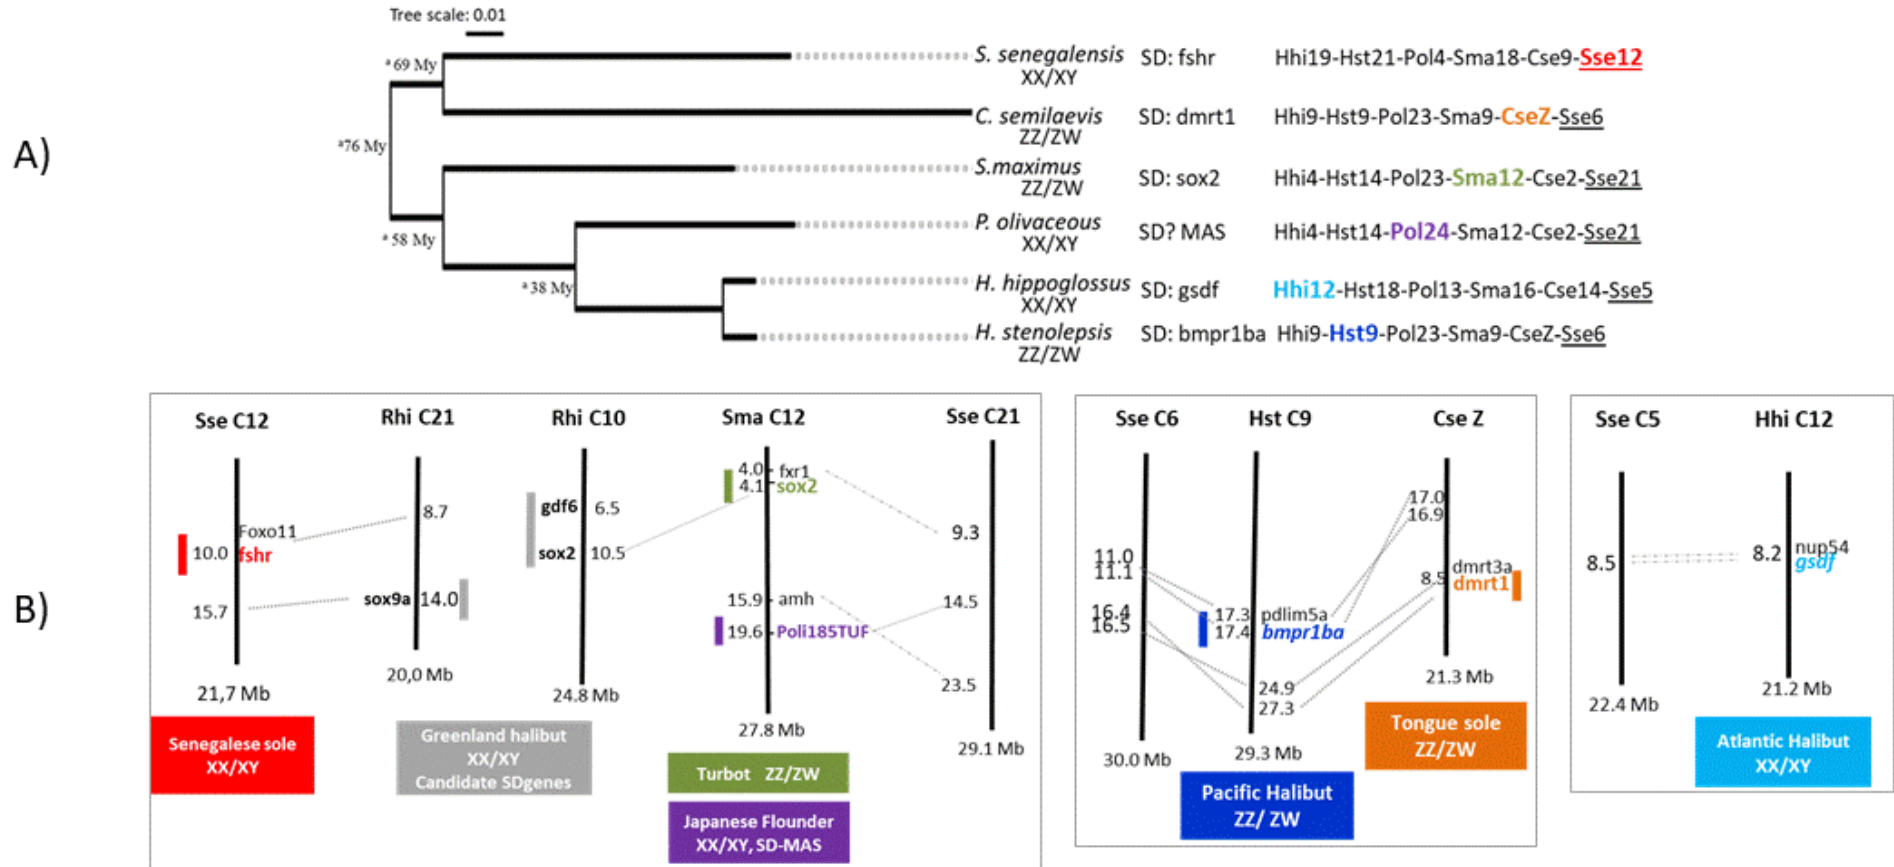 Tree scale: 0.01
A)
ª69 My
ª76 My
ª58 My
ª38 My
S. senegalensis SD: fshr Hhi19-Hst21-Pol4-Sma18-Cse9-Sse12
XX/XY
C. semilaevis SD: dmrt1 Hhi9-Hst9-Pol23-Sma9-CseZ-Sse6
ZZ/ZW
S.maximus SD: sox2 Hhi4-Hst14-Pol23-Sma12-Cse2-Sse21
ZZ/ZW
P. olivaceous SD? MAS Hhi4-Hst14-Pol24-Sma12-Cse2-Sse21
XX/XY
H. hippoglossus SD: gsdf Hhi12-Hst18-Pol13-Sma16-Cse14-Sse5
XX/XY
H. stenolepsis SD: bmpr1ba Hhi9-Hst9-Pol23-Sma9-CseZ-Sse6
ZZ/ZW
B)
Sse C12
Foxo11
10.0 fshr
15.7
21,7 Mb
Senegalese sole
XX/XY
Rhi C21
8.7
sox9a 14.0
20,0 Mb
Rhi C10
gdf6 6.5
sox2 10.5
24.8 Mb
Greenland halibut
XX/XY
Candidate SDgenes
Sma C12
4.0 fxr1
4.1 sox2
15.9 amh
19.6 Poli185TUF
27.8 Mb
Turbot ZZ/ZW
Japanese Flounder
XX/XY, SD-MAS
Sse C21
9.3
14.5
23.5
29.1 Mb
Sse C6
11.0
11.1
16.4
16.5
30.0 Mb
Hst C9
17.3 pdlim5a
17.4 bmpr1ba
24.9
27.3
29.3 Mb
Pacific Halibut
ZZ/ ZW
Cse Z
17.0
16.9
dmrt3a
8.5 dmrt1
21.3 Mb
Tongue sole
ZZ/ZW
Sse C5
8.5
22.4 Mb
Hhi C12
8.2 nup54
gsdf
21.2 Mb
Atlantic Halibut
XX/XY